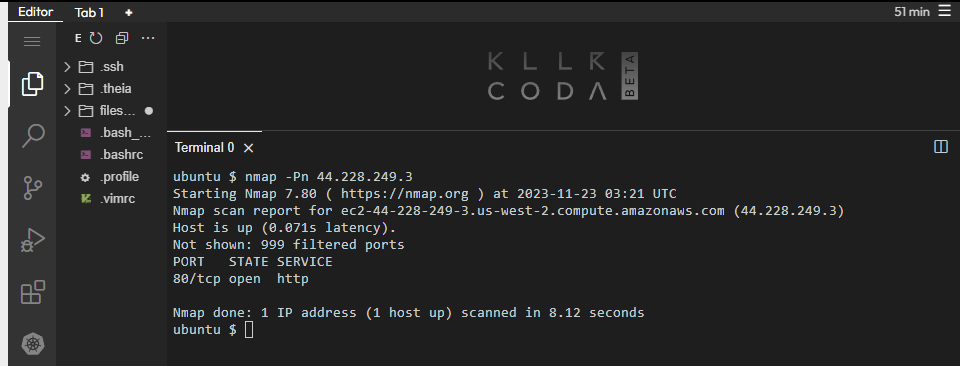 Editor Tab 1 + 51 min
E
KLLR
CODA BETA
.ssh
.theia
files...
.bash_...
.bashrc
.profile
.vimrc
Terminal 0
ubuntu $ nmap -Pn 44.228.249.3
Starting Nmap 7.80 ( https://nmap.org ) at 2023-11-23 03:21 UTC
Nmap scan report for ec2-44-228-249-3.us-west-2.compute.amazonaws.com (44.228.249.3)
Host is up (0.071s latency).
Not shown: 999 filtered ports
PORT   STATE SERVICE
80/tcp open  http
Nmap done: 1 IP address (1 host up) scanned in 8.12 seconds
ubuntu $